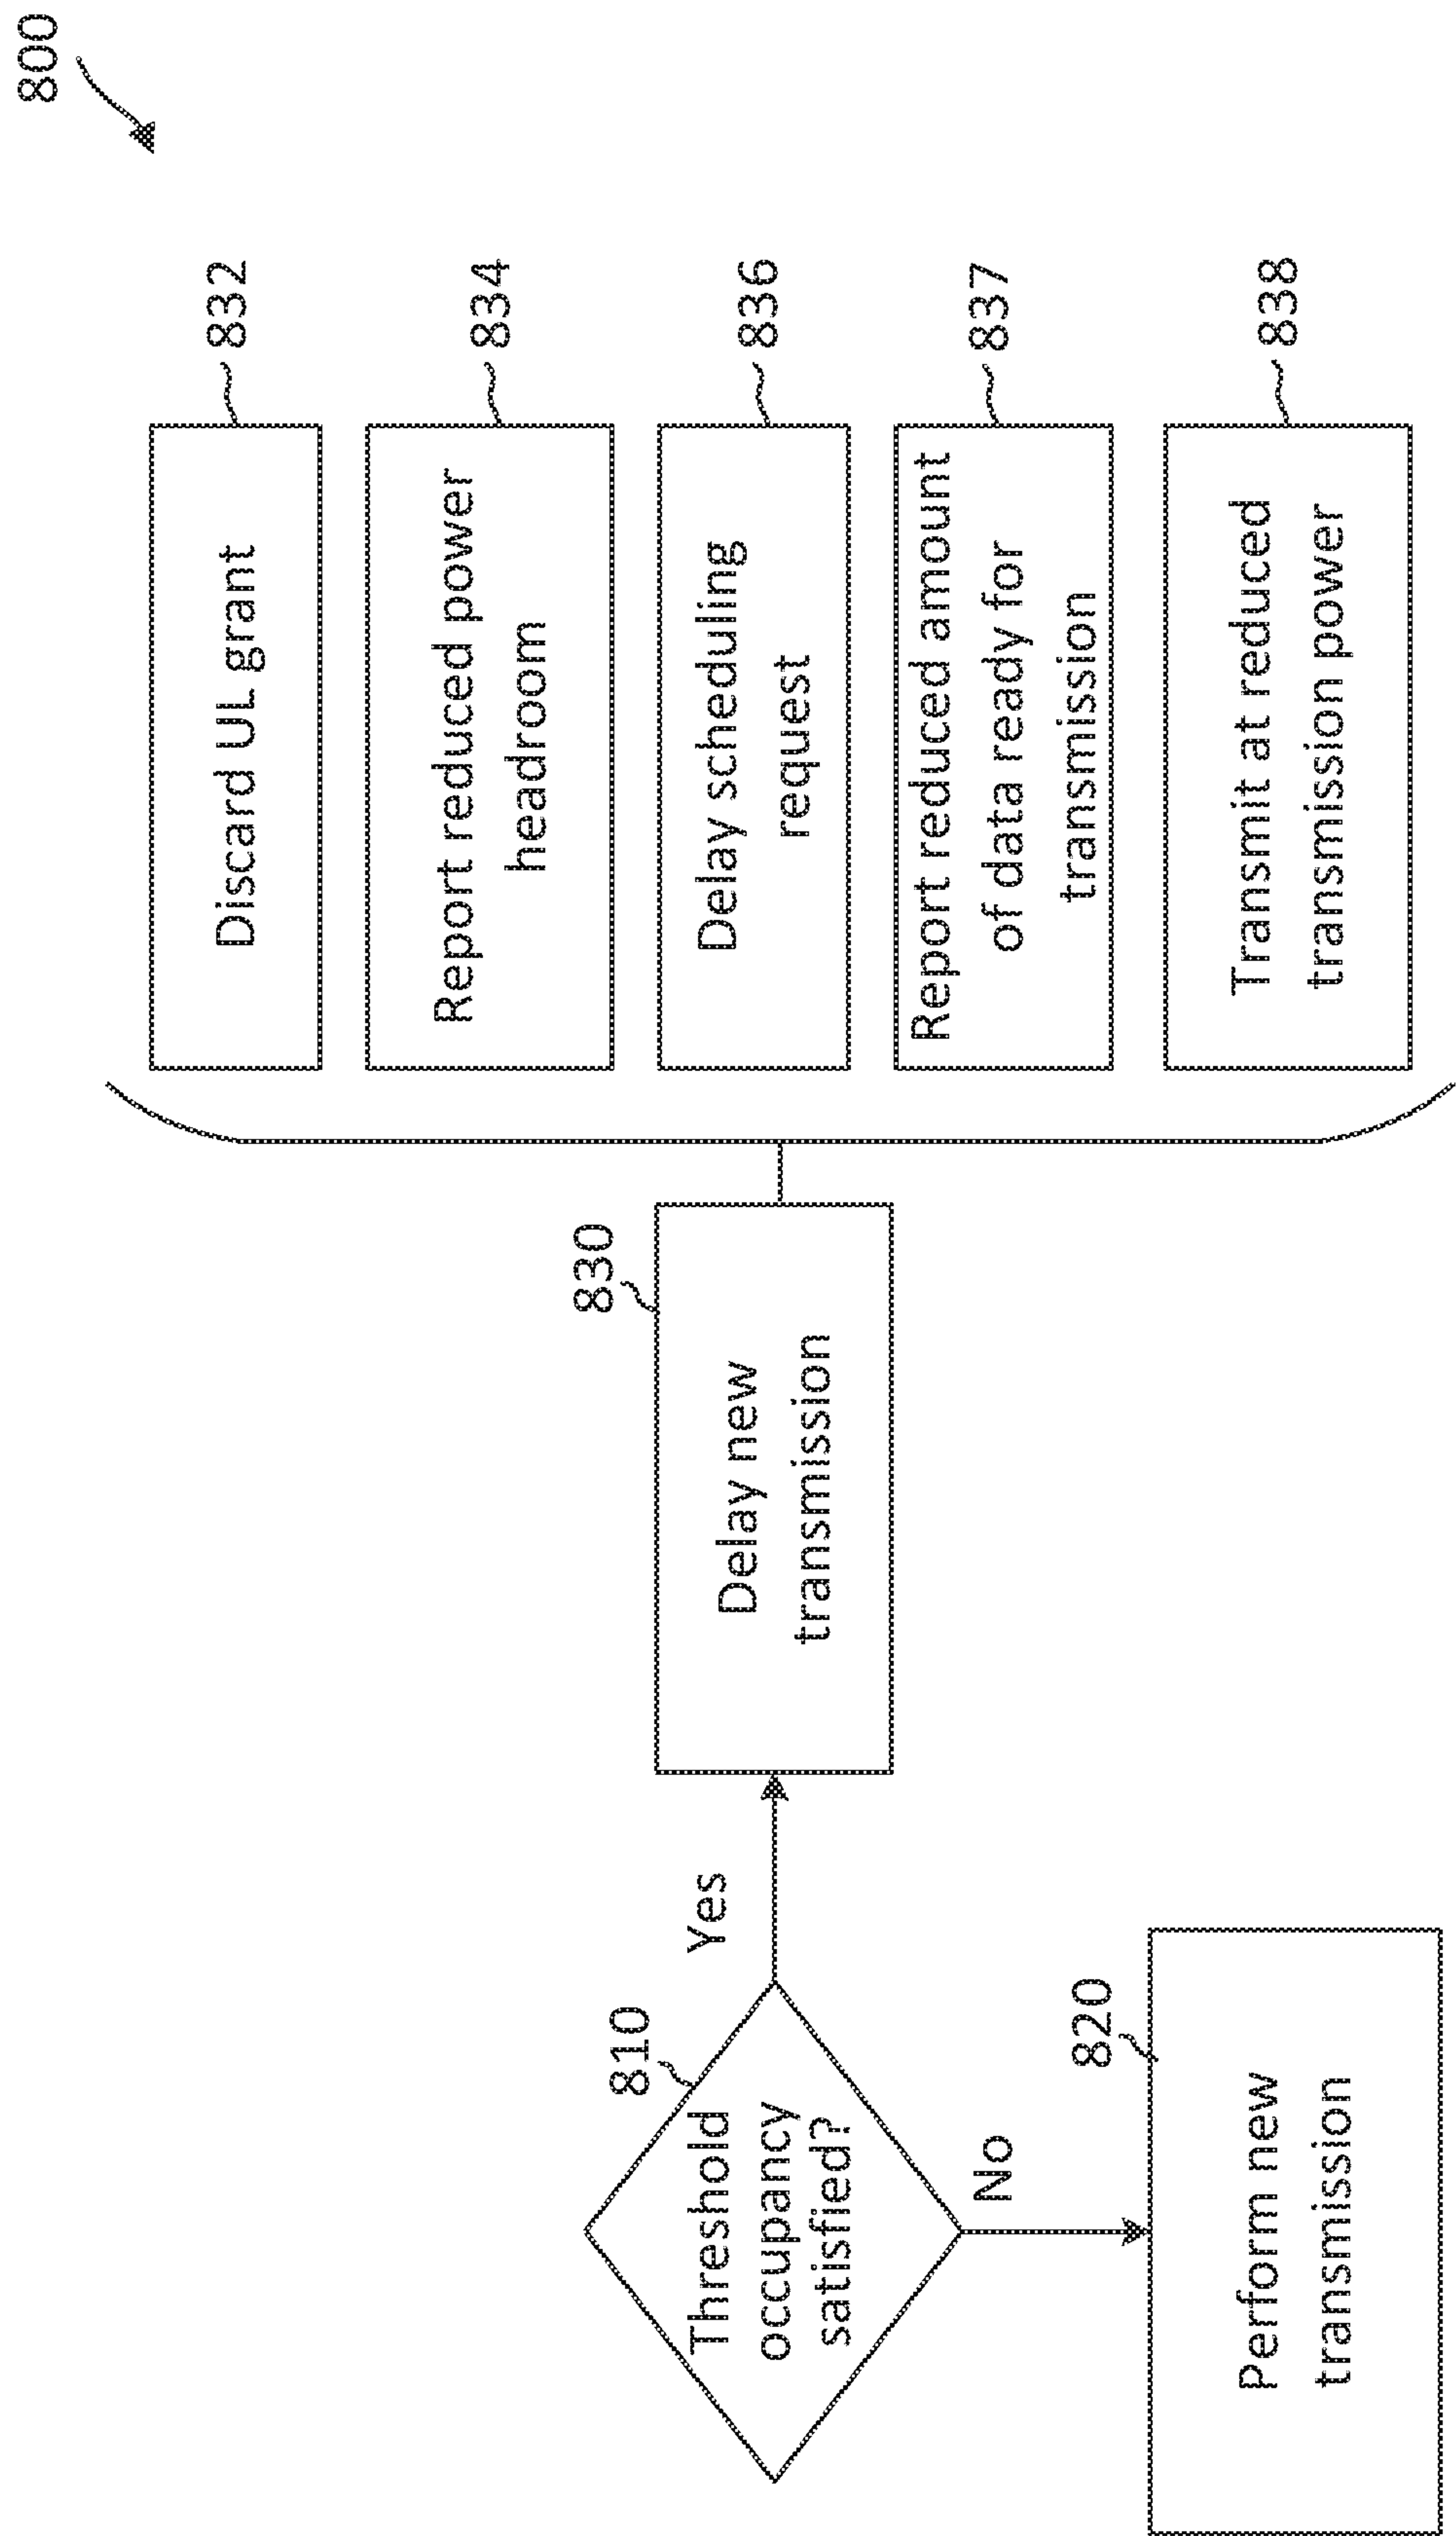 800
810
Threshold
occupancy
satisfied?
Yes
No
820
Perform new
transmission
830
Delay new
transmission
Discard UL grant
832
Report reduced power
headroom
834
Delay scheduling
request
836
Report reduced amount
of data ready for
transmission
837
Transmit at reduced
transmission power
838